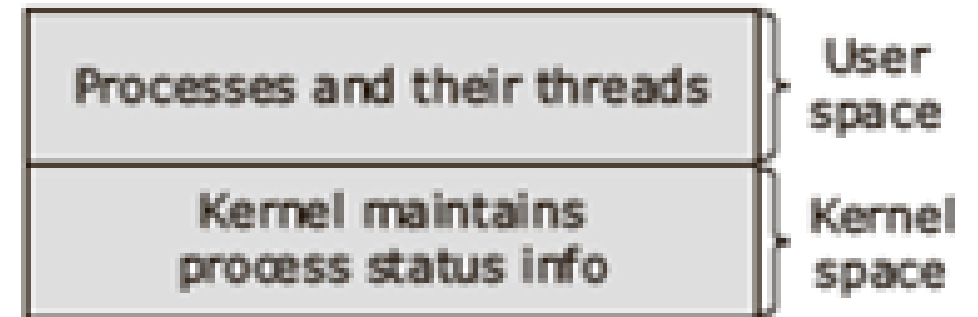 Processes and their threads
User
space
Kernel maintains
process status info
Kernel
space